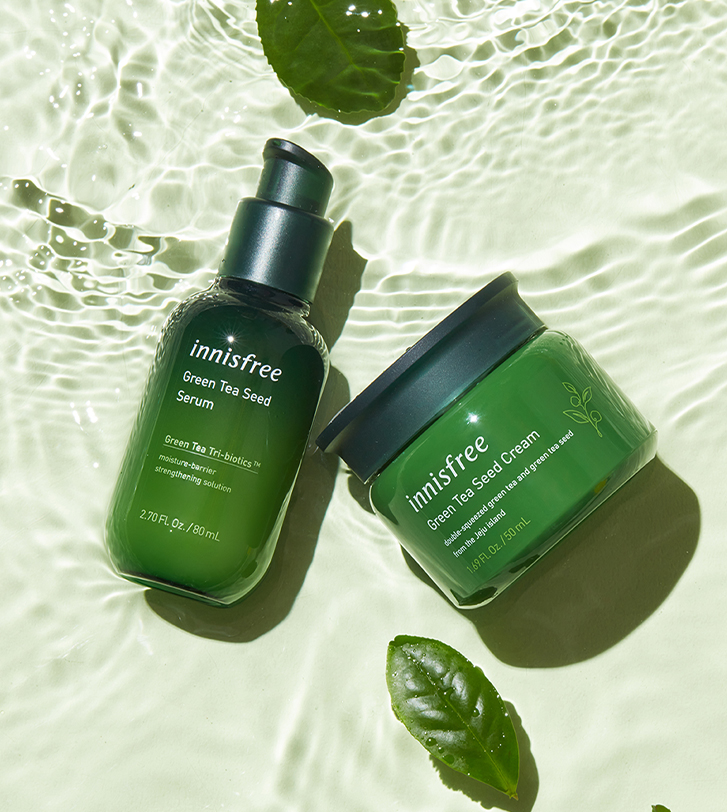 innisfree
Green Tea Seed
Serum
Green Tea Tri-biotics™
moisture-barrier
strengthening solution
2.70 FL.Oz. / 80 mL
innisfree
Green Tea Seed Cream
double-squeezed green tea and green tea seed
from the Jeju island
1.69 FL.Oz. / 50 mL